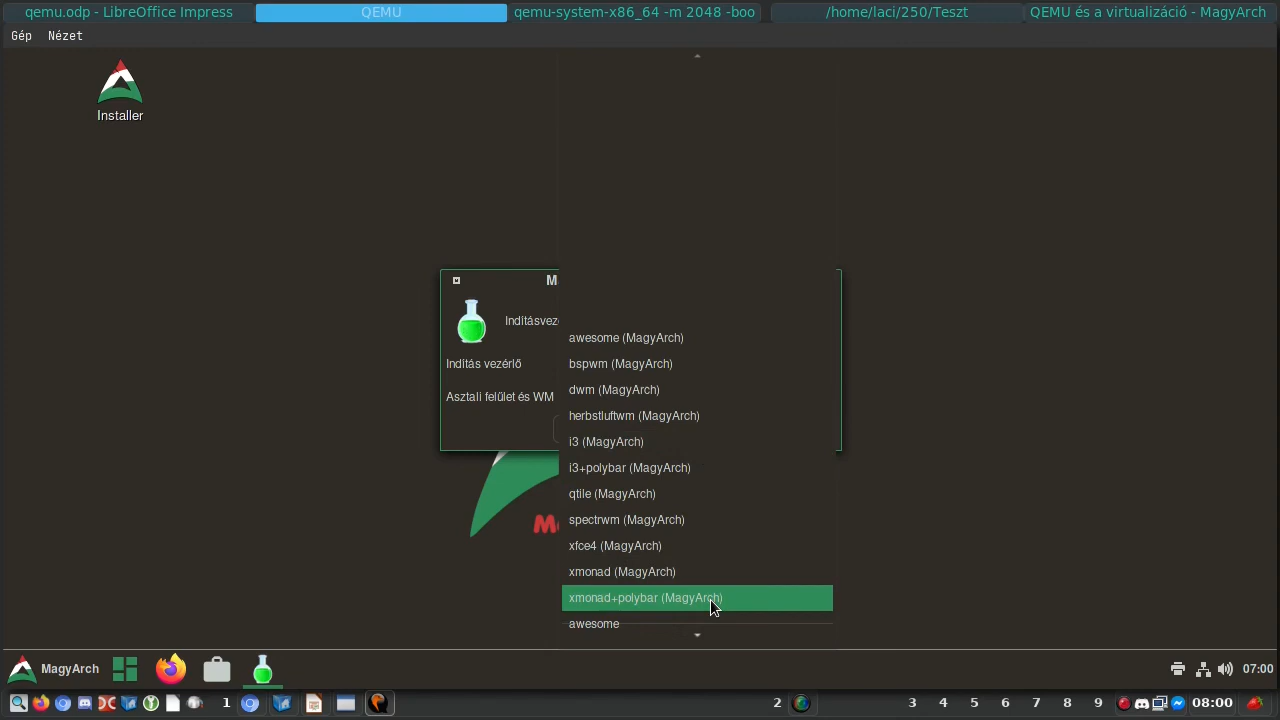 qemu.odp - LibreOffice Impress
QEMU
qemu-system-x86_64 -m 2048 -boo
/home/laci/250/Teszt
QEMU és a virtualizáció - MagyArch
Gép Nézet
Installer
M
Indításvez
Indítás vezérlő
Asztali felület és WM
awesome (MagyArch)
bspwm (MagyArch)
dwm (MagyArch)
herbstluftwm (MagyArch)
i3 (MagyArch)
i3+polybar (MagyArch)
qtile (MagyArch)
spectrwm (MagyArch)
xfce4 (MagyArch)
xmonad (MagyArch)
xmonad+polybar (MagyArch)
awesome
M
MagyArch
07:00
1 2 3 4 5 6 7 8 9 08:00